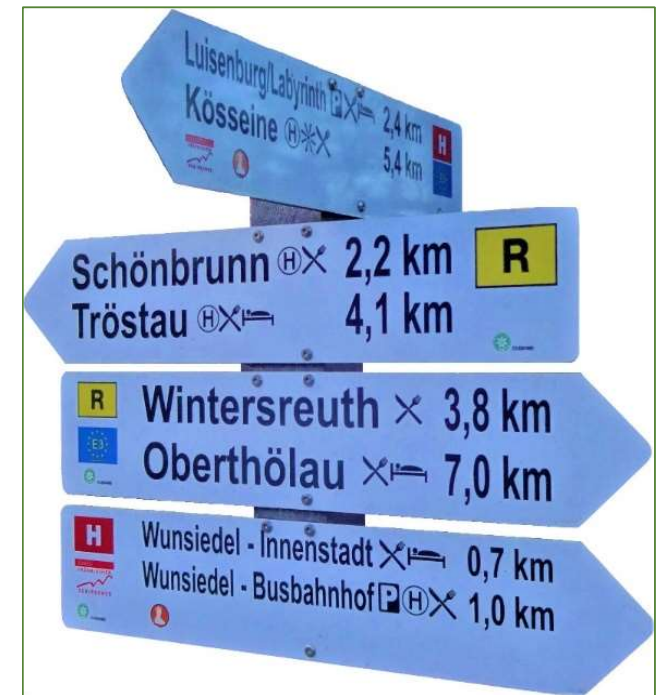 Luisenburg/Labyrinth P 2,4 km
Kösseine H 5,4 km
H
Schönbrunn H 2,2 km
Tröstau H 4,1 km
R
R
Wintersreuth 3,8 km
E3
Oberthölau 7,0 km
H
Wunsiedel - Innenstadt 0,7 km
Wunsiedel - Busbahnhof P H 1,0 km